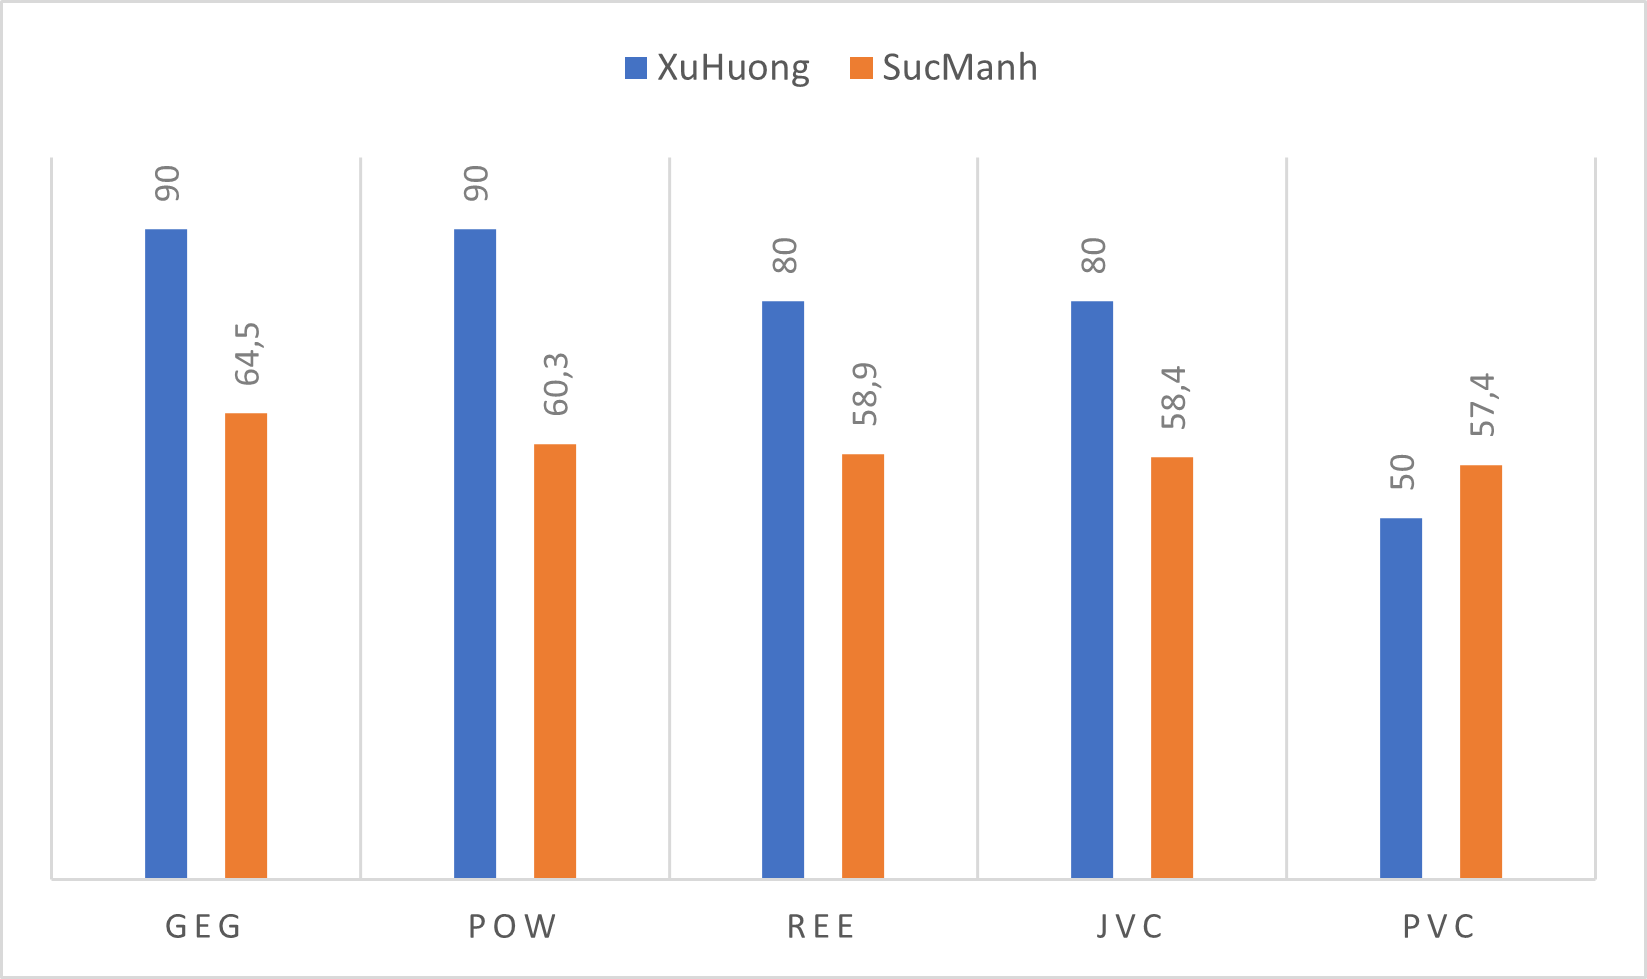 XuHuong SucManh
90 64,5 90 60,3 80 58,9 80 58,4 50 57,4
GEG POW REE JVC PVC